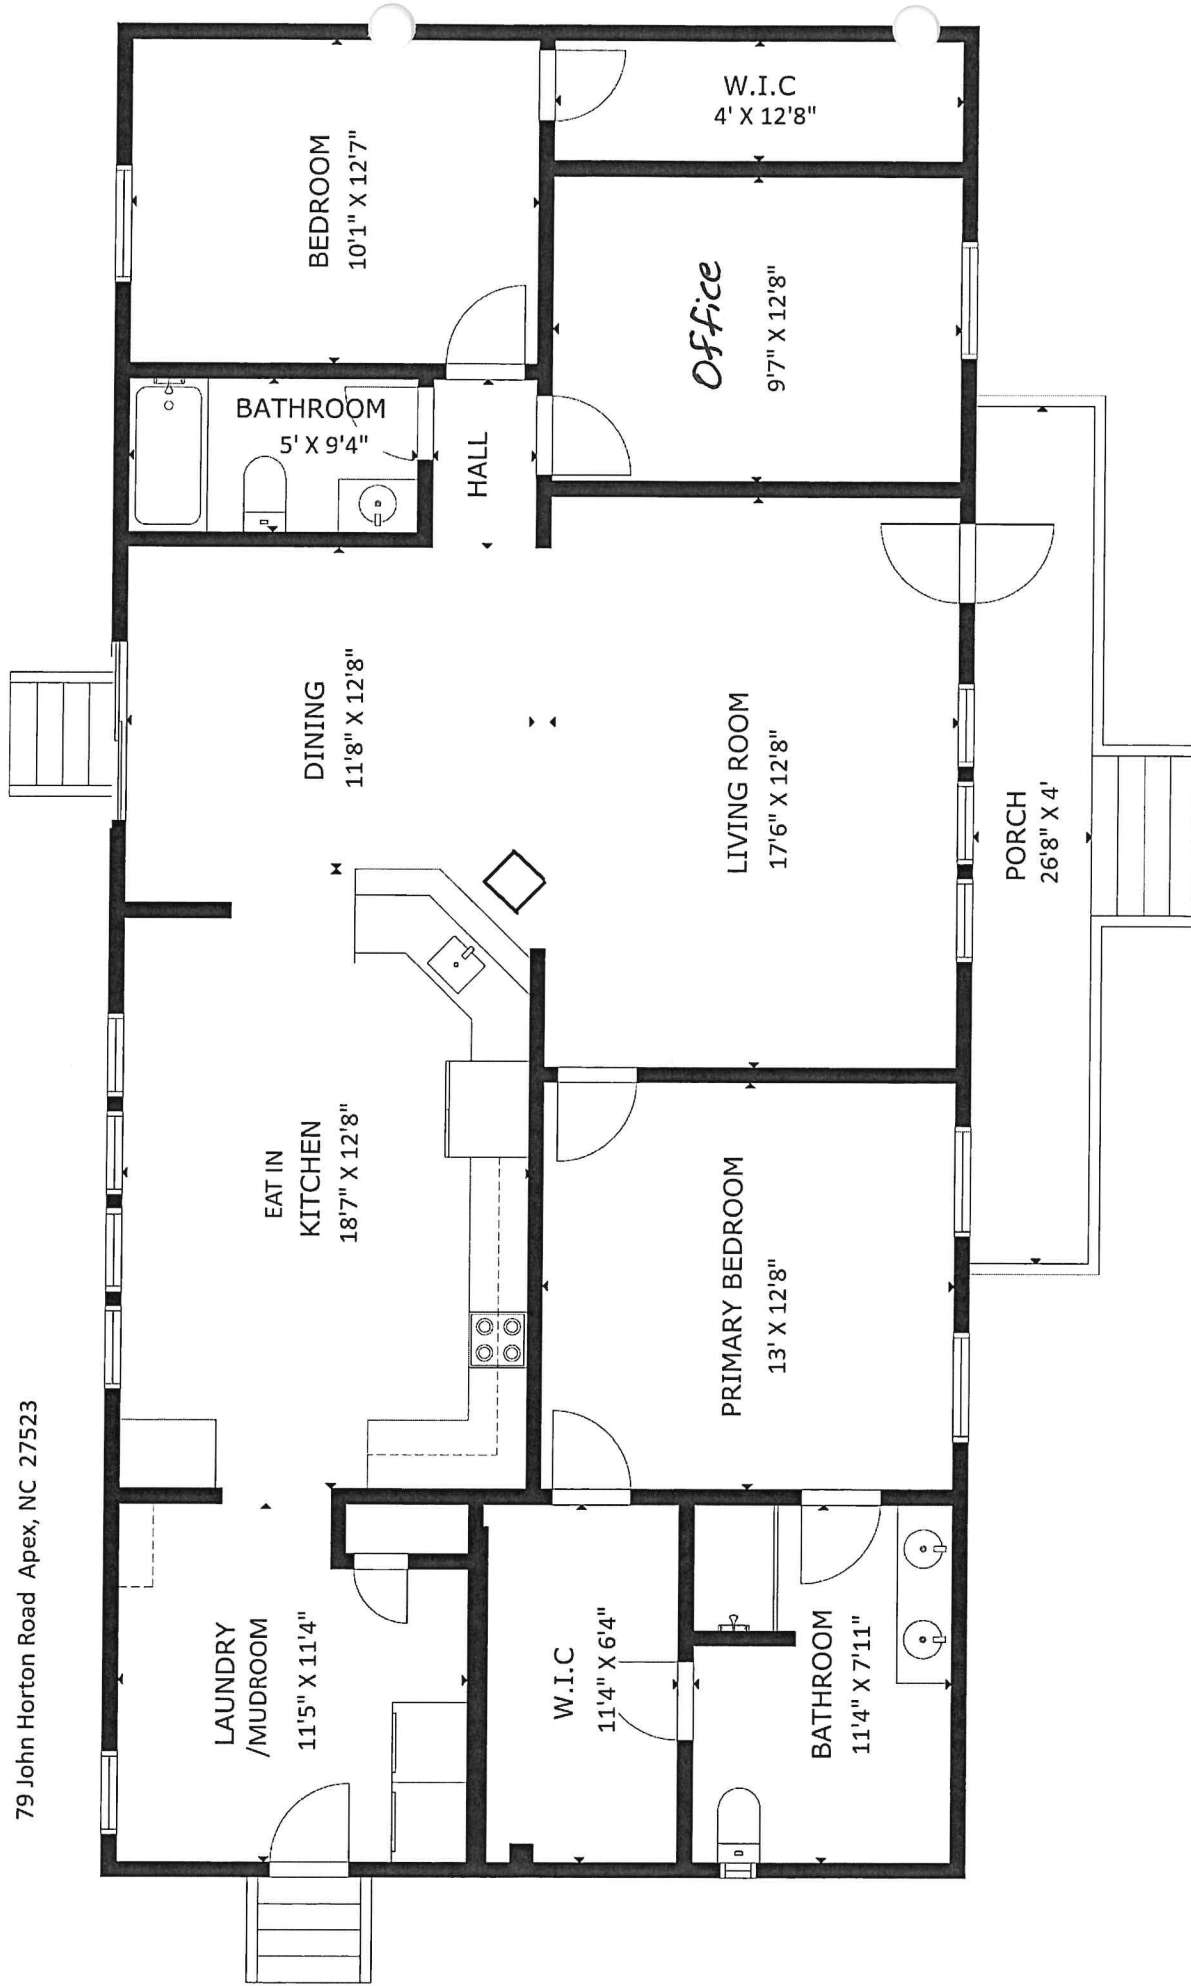 79 John Horton Road Apex, NC 27523
LAUNDRY
/MUDROOM
11'5" X 11'4"
EAT IN
KITCHEN
18'7" X 12'8"
DINING
11'8" X 12'8"
BATHROOM
5' X 9'4"
HALL
BEDROOM
10'1" X 12'7"
W.I.C
11'4" X 6'4"
BATHROOM
11'4" X 7'11"
PRIMARY BEDROOM
13' X 12'8"
LIVING ROOM
17'6" X 12'8"
Office
9'7" X 12'8"
W.I.C
4' X 12'8"
PORCH
26'8" X 4'